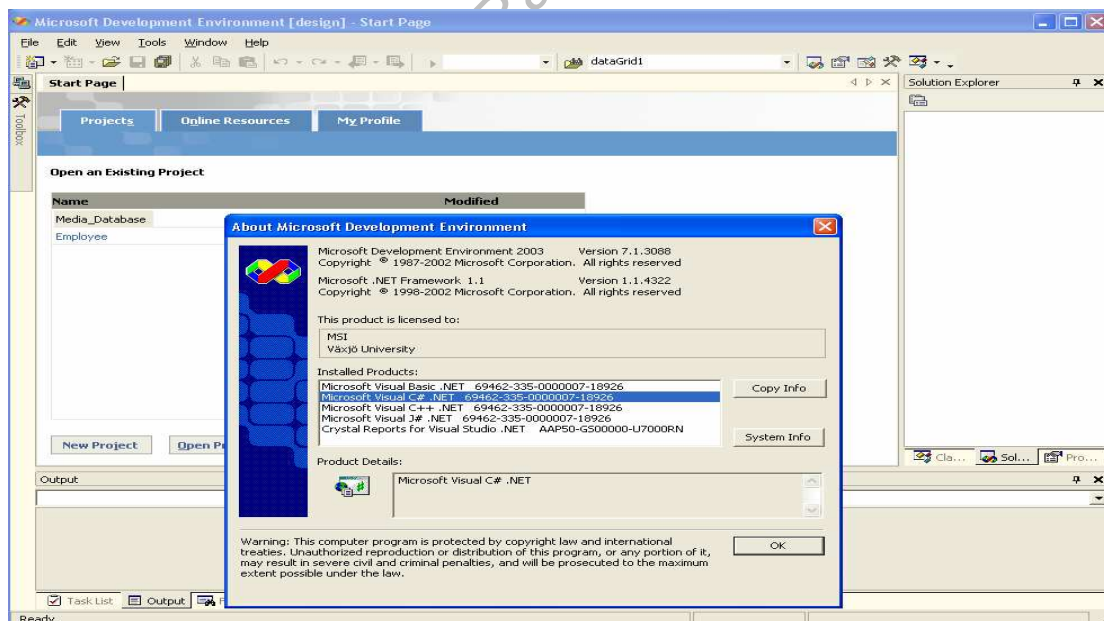 Microsoft Development Environment [design] - Start Page
File Edit View Tools Window Help
dataGrid1
Start Page
Solution Explorer
Toolbox
Projects Online Resources My Profile
Open an Existing Project
Name Modified
Media_Database
Employee
About Microsoft Development Environment
Microsoft Development Environment 2003 Version 7.1.3088
Copyright ® 1987-2002 Microsoft Corporation. All rights reserved
Microsoft .NET Framework 1.1 Version 1.1.4322
Copyright ® 1998-2002 Microsoft Corporation. All rights reserved
This product is licensed to:
MSI
Växjö University
Installed Products:
Microsoft Visual Basic .NET 69462-335-0000007-18926
Microsoft Visual C# .NET 69462-335-0000007-18926
Microsoft Visual C++ .NET 69462-335-0000007-18926
Microsoft Visual J# .NET 69462-335-0000007-18926
Crystal Reports for Visual Studio .NET AAP50-GS00000-U7000RN
Copy Info
System Info
Product Details:
Microsoft Visual C# .NET
Warning: This computer program is protected by copyright law and international
treaties. Unauthorized reproduction or distribution of this program, or any portion of it,
may result in severe civil and criminal penalties, and will be prosecuted to the maximum
extent possible under the law.
OK
New Project Open Pr
Cla... Sol... Pro...
Output
Task List Output F
Ready